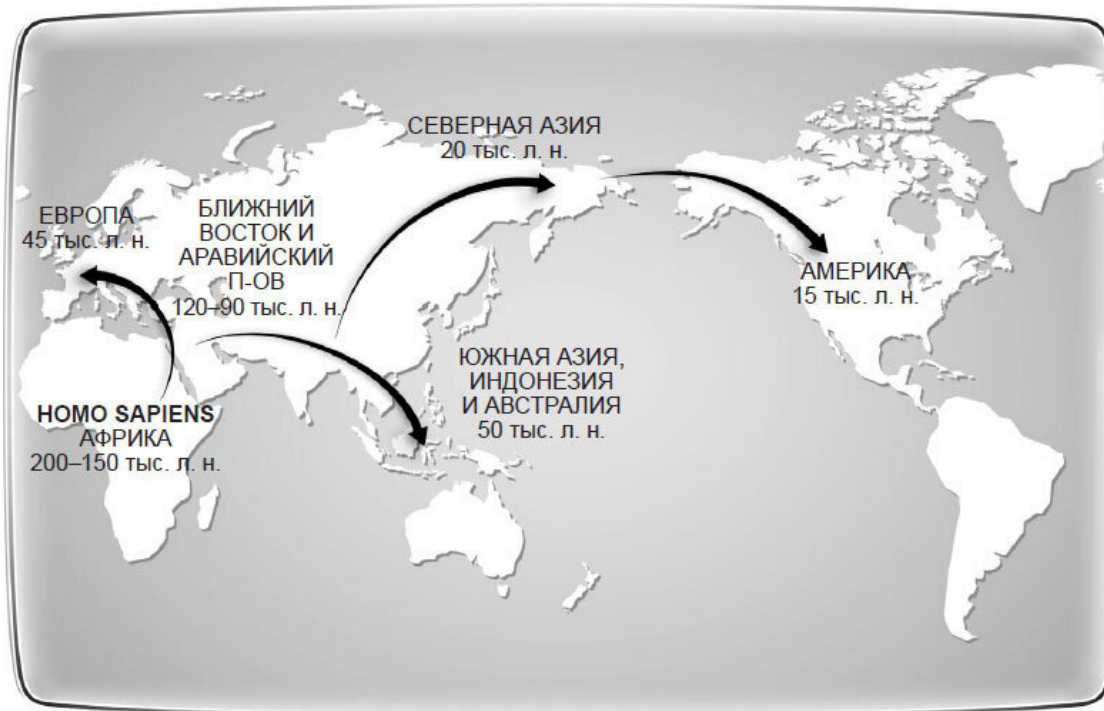 СЕВЕРНАЯ АЗИЯ
20 тыс. л. н.
ЕВРОПА
45 тыс. л. н.
БЛИЖНИЙ
ВОСТОК И
АРАВИЙСКИЙ
П-ОВ
120–90 тыс. л. н.
АМЕРИКА
15 тыс. л. н.
ЮЖНАЯ АЗИЯ,
ИНДОНЕЗИЯ
И АВСТРАЛИЯ
50 тыс. л. н.
HOMO SAPIENS
АФРИКА
200–150 тыс. л. н.